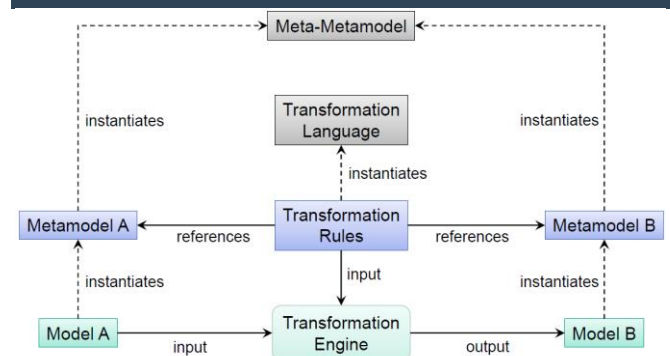 Meta-Metamodel
instantiates
Transformation
Language
instantiates
instantiates
Metamodel A
references
Transformation
Rules
references
Metamodel B
instantiates
input
instantiates
Model A
input
Transformation
Engine
output
Model B